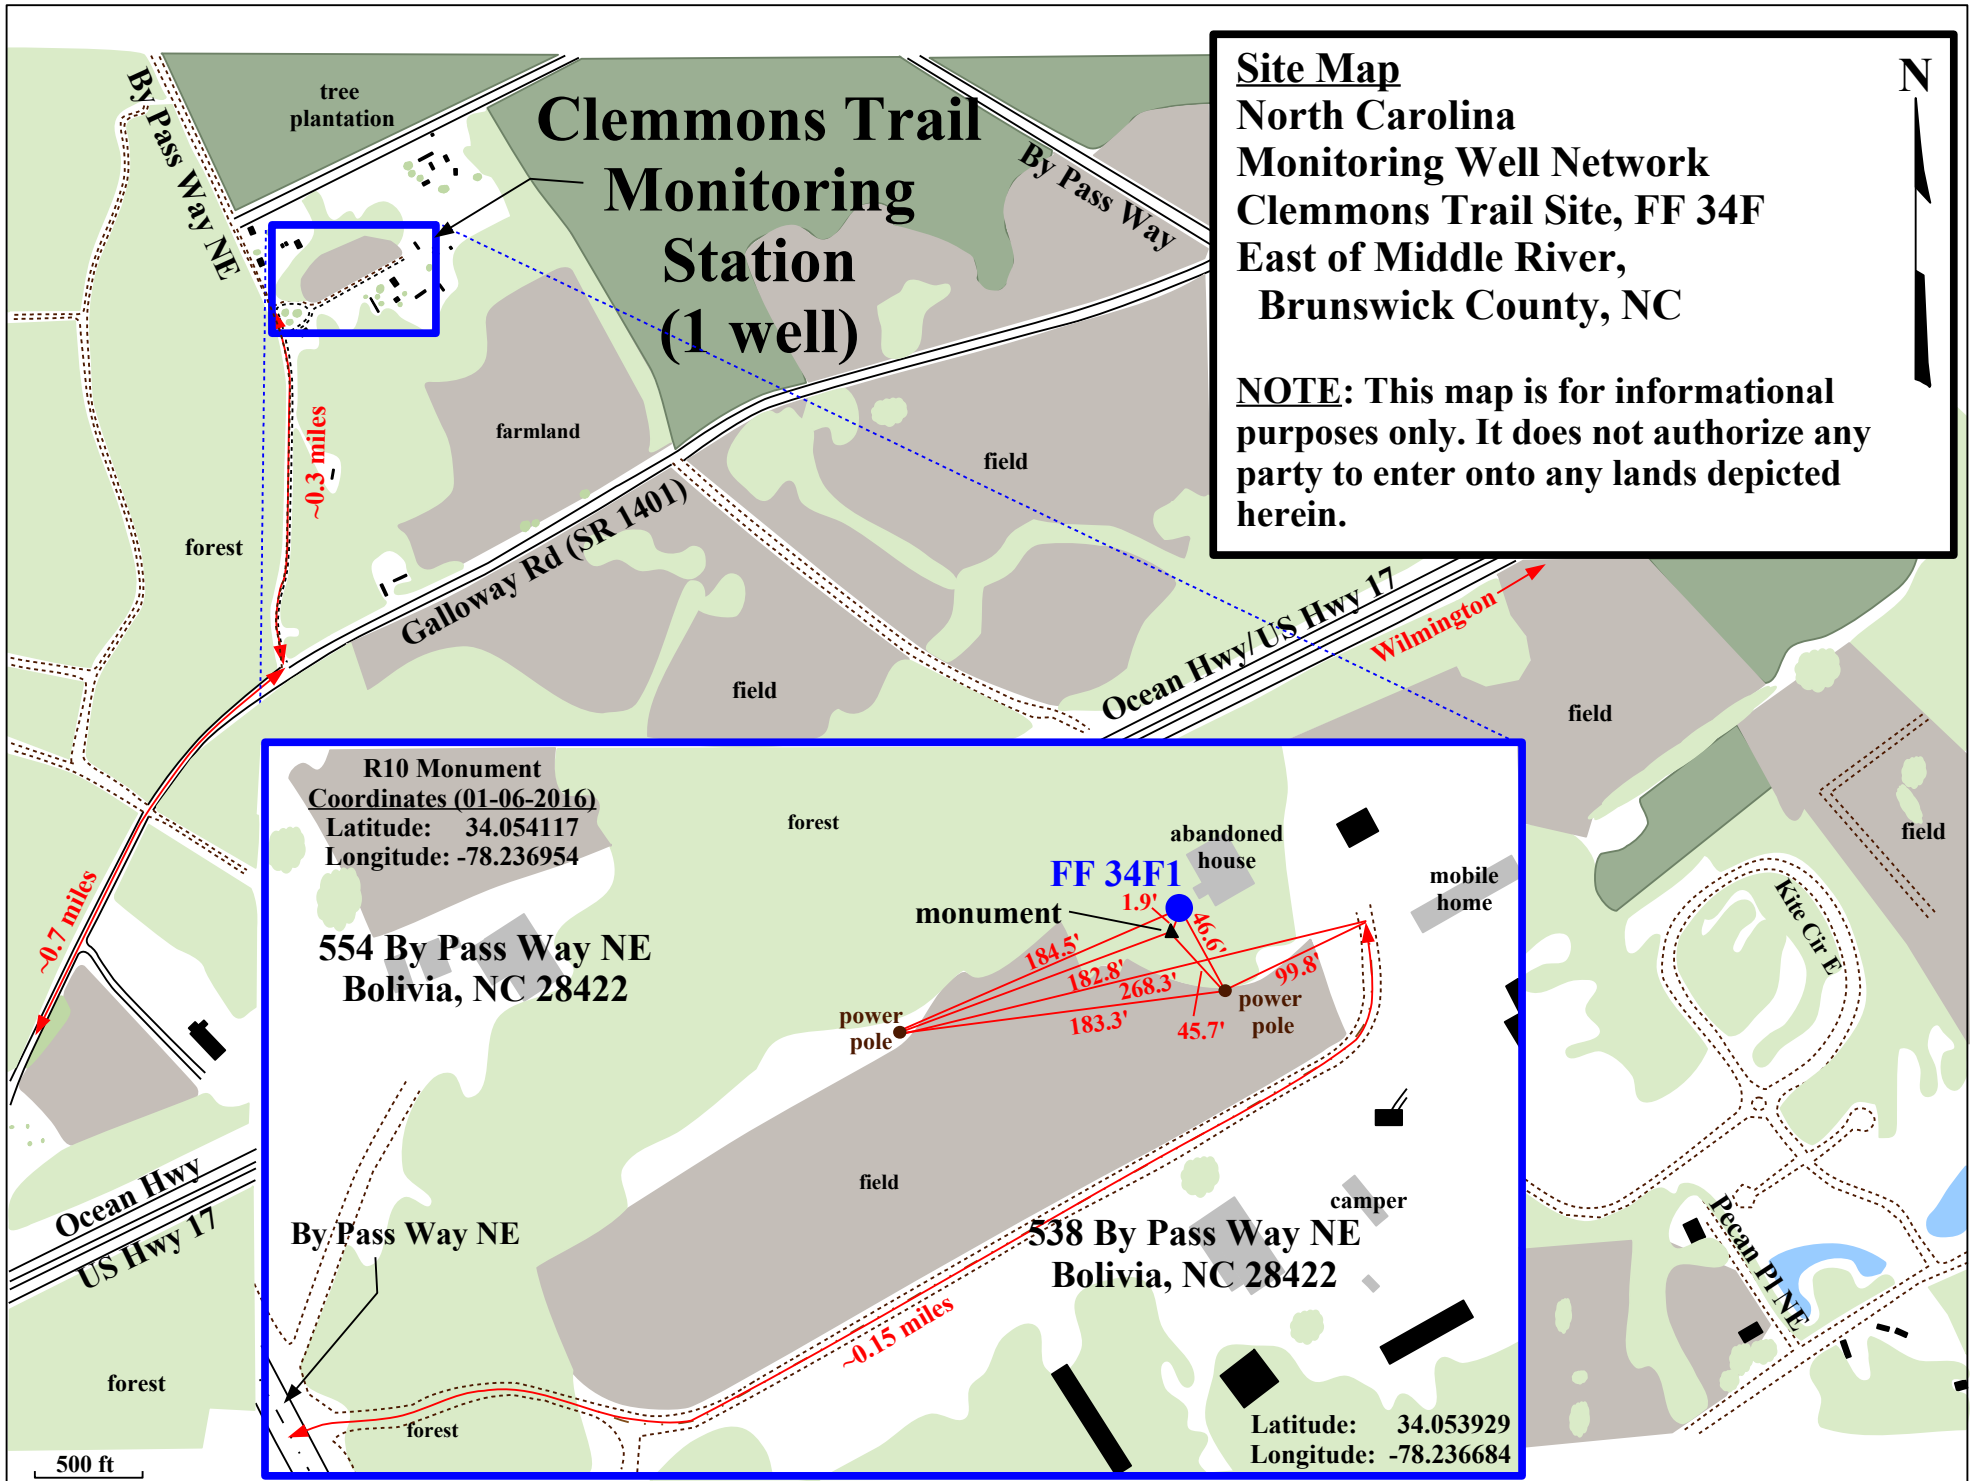 Site Map
North Carolina
Monitoring Well Network
Clemmons Trail Site, FF 34F
East of Middle River,
Brunswick County, NC
NOTE: This map is for informational
purposes only. It does not authorize any
party to enter onto any lands depicted
herein.
N
Clemmons Trail
Monitoring
Station
(1 well)
tree
plantation
By Pass Way NE
By Pass Way
farmland
field
~0.3 miles
forest
Galloway Rd (SR 1401)
field
Ocean Hwy/US Hwy 17
Wilmington
field
field
~0.7 miles
Kite Cir E
Ocean Hwy
US Hwy 17
Pecan Pl NE
forest
500 ft
R10 Monument
Coordinates (01-06-2016)
Latitude: 34.054117
Longitude: -78.236954
forest
abandoned
house
FF 34F1
mobile
home
monument
1.9'
46.6'
184.5'
182.8'
268.3'
99.8'
183.3'
45.7'
power
pole
power
pole
554 By Pass Way NE
Bolivia, NC 28422
field
camper
538 By Pass Way NE
Bolivia, NC 28422
By Pass Way NE
~0.15 miles
forest
Latitude: 34.053929
Longitude: -78.236684